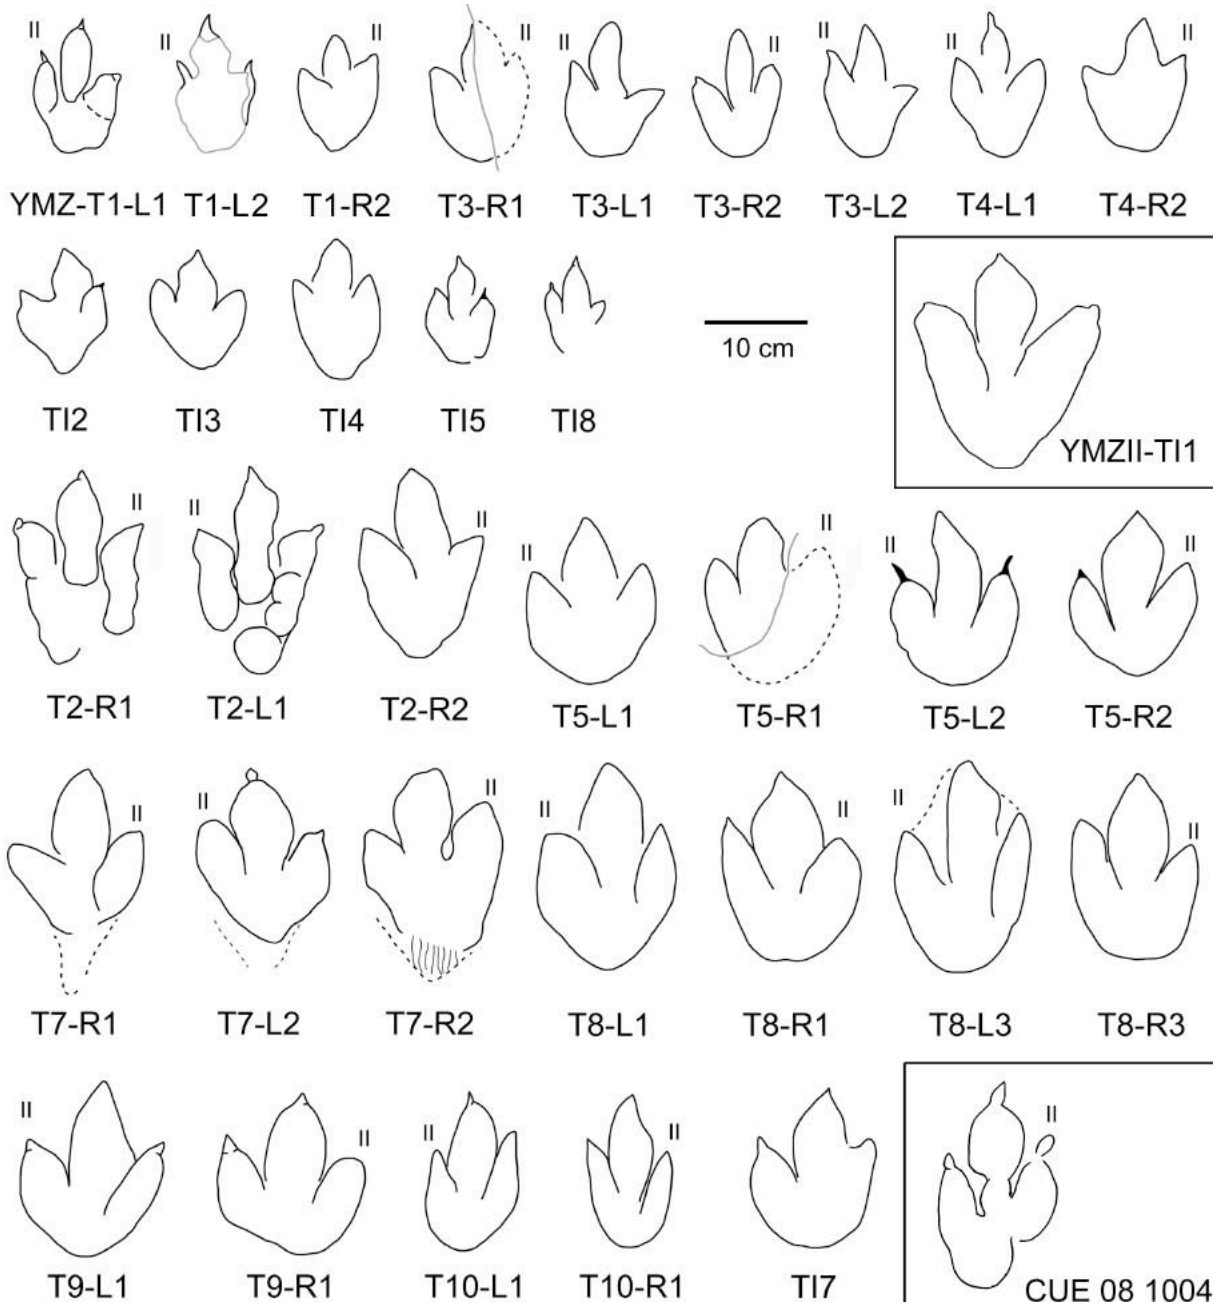 II II II II II II II II II
YMZ-T1-L1 T1-L2 T1-R2 T3-R1 T3-L1 T3-R2 T3-L2 T4-L1 T4-R2
10 cm
TI2 TI3 TI4 TI5 TI8
YMZII-TI1
II II II II II II II
T2-R1 T2-L1 T2-R2 T5-L1 T5-R1 T5-L2 T5-R2
II II II II II II II
T7-R1 T7-L2 T7-R2 T8-L1 T8-R1 T8-L3 T8-R3
II II II II II
T9-L1 T9-R1 T10-L1 T10-R1 TI7
CUE 08 1004